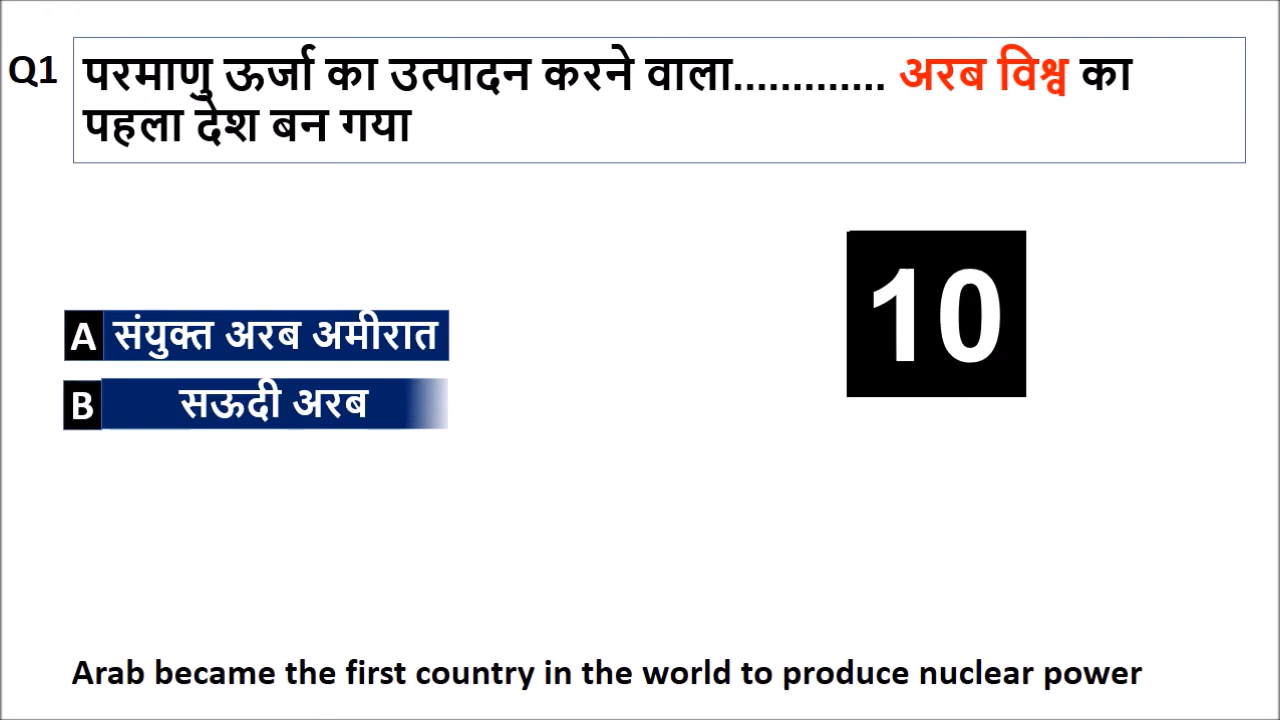 Q1 परमाणु ऊर्जा का उत्पादन करने वाला............. अरब विश्व का
पहला देश बन गया
10
A संयुक्त अरब अमीरात
B सऊदी अरब
Arab became the first country in the world to produce nuclear power